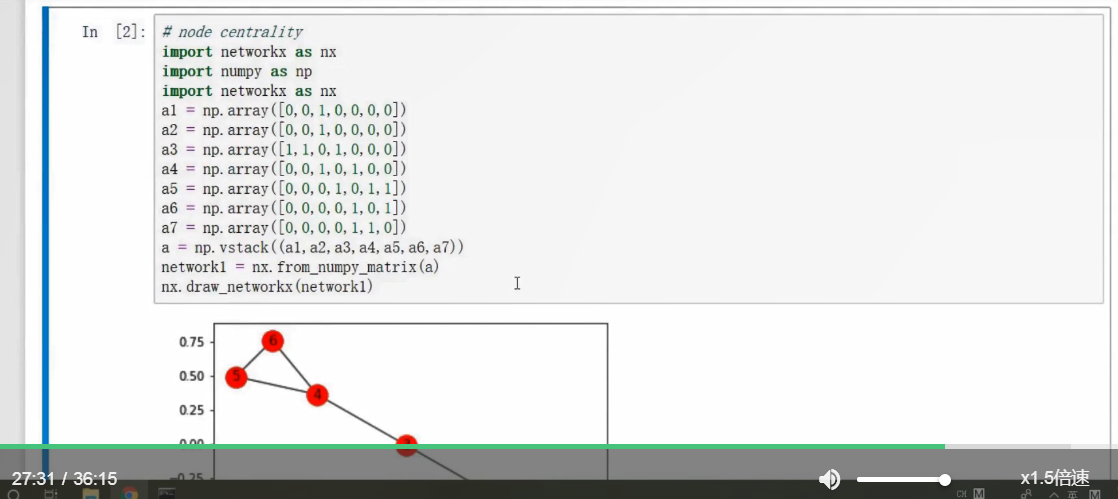 In [2]:
# node centrality
import networkx as nx
import numpy as np
import networkx as nx
a1 = np.array([0,0,1,0,0,0,0])
a2 = np.array([0,0,1,0,0,0,0])
a3 = np.array([1,1,0,1,0,0,0])
a4 = np.array([0,0,1,0,1,0,0])
a5 = np.array([0,0,0,1,0,1,1])
a6 = np.array([0,0,0,0,1,0,1])
a7 = np.array([0,0,0,0,1,1,0])
a = np.vstack((a1,a2,a3,a4,a5,a6,a7))
network1 = nx.from_numpy_matrix(a)
nx.draw_networkx(network1)
0.75
6
0.50
5
4
0.25
0.00
-0.25
27:31 / 36:15
x1.5倍速
CH
英